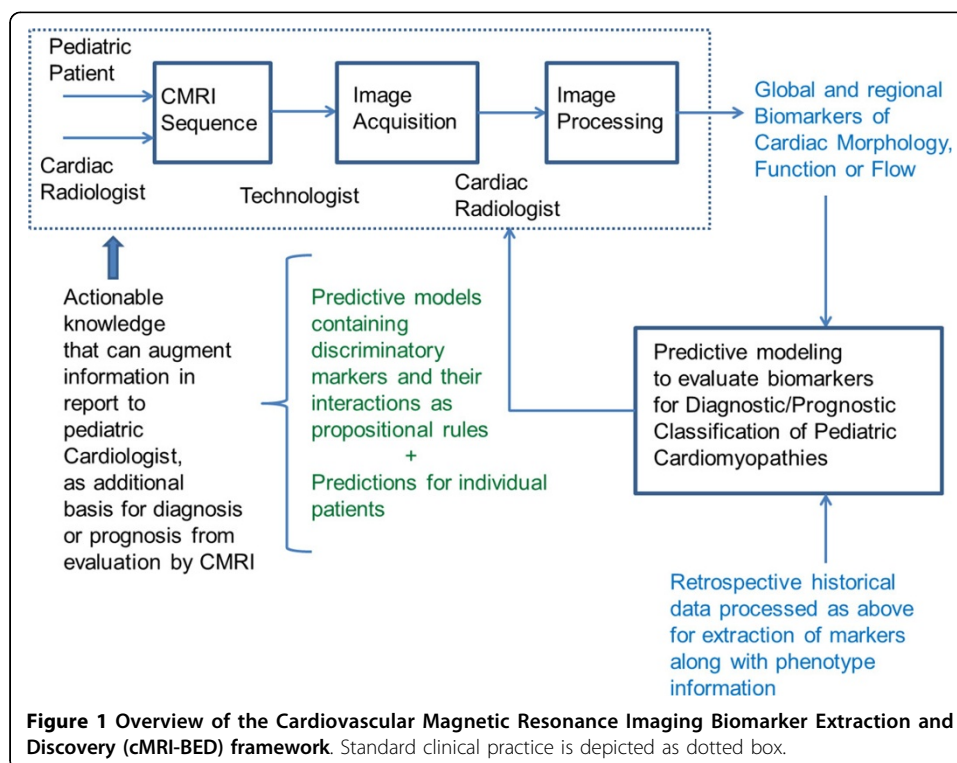 Pediatric
Patient
CMRI
Sequence
Image
Acquisition
Image
Processing
Cardiac
Radiologist
Technologist
Cardiac
Radiologist
Global and regional
Biomarkers of
Cardiac Morphology,
Function or Flow
Actionable
knowledge
that can augment
information in
report to
pediatric
Cardiologist,
as additional
basis for diagnosis
or prognosis from
evaluation by CMRI
Predictive models
containing
discriminatory
markers and their
interactions as
propositional rules
+
Predictions for individual
patients
Predictive modeling
to evaluate biomarkers
for Diagnostic/Prognostic
Classification of Pediatric
Cardiomyopathies
Retrospective historical
data processed as above
for extraction of markers
along with phenotype
information
Figure 1 Overview of the Cardiovascular Magnetic Resonance Imaging Biomarker Extraction and
Discovery (cMRI-BED) framework. Standard clinical practice is depicted as dotted box.